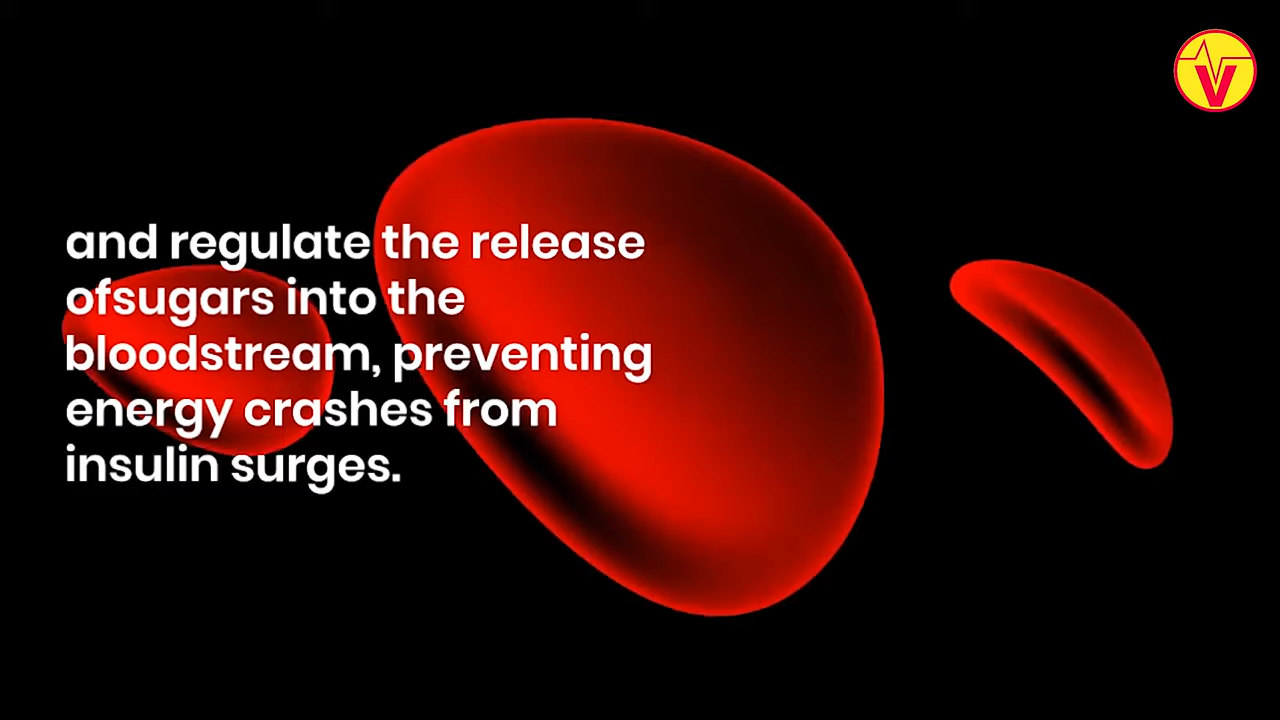 V
and regulate the release
ofsugars into the
bloodstream, preventing
energy crashes from
insulin surges.